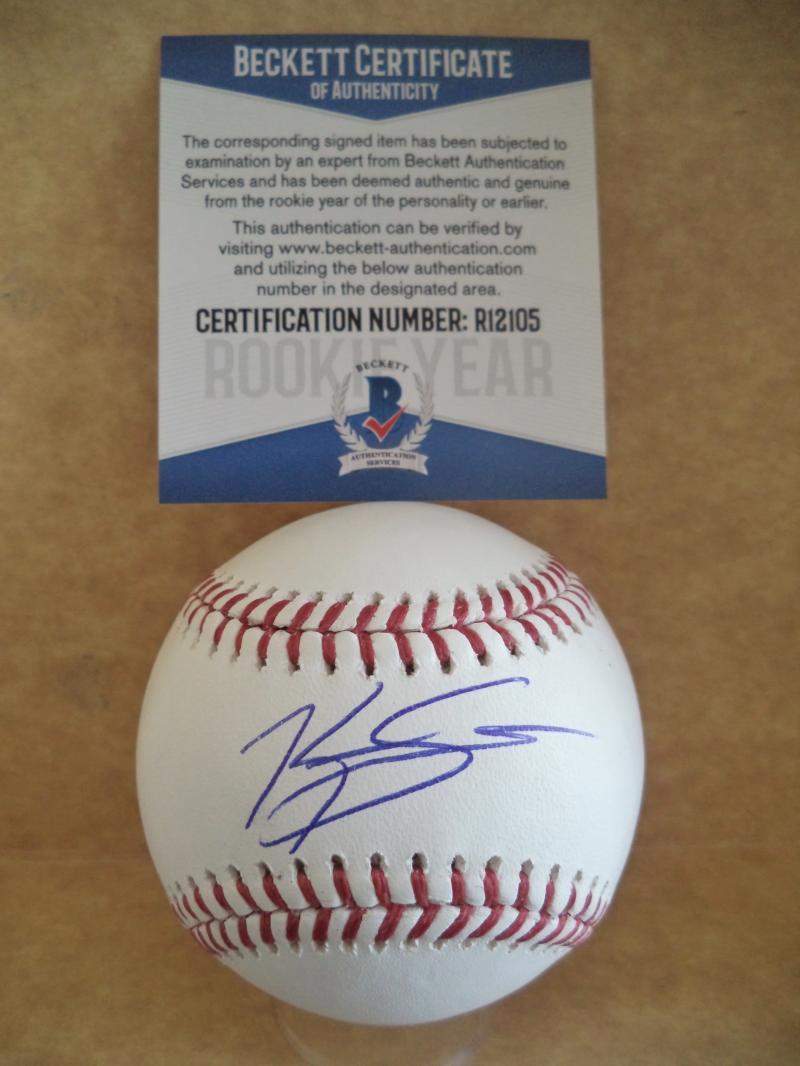 BECKETT CERTIFICATE
OF AUTHENTICITY
The corresponding signed item has been subjected to
examination by an expert from Beckett Authentication
Services and has been deemed authentic and genuine
from the rookie year of the personality or earlier.
This authentication can be verified by
visiting www.beckett-authentication.com
and utilizing the below authentication
number in the designated area.
CERTIFICATION NUMBER: R12105
ROOKIE YEAR
BECKETT
B
AUTHENTICATION
SERVICES